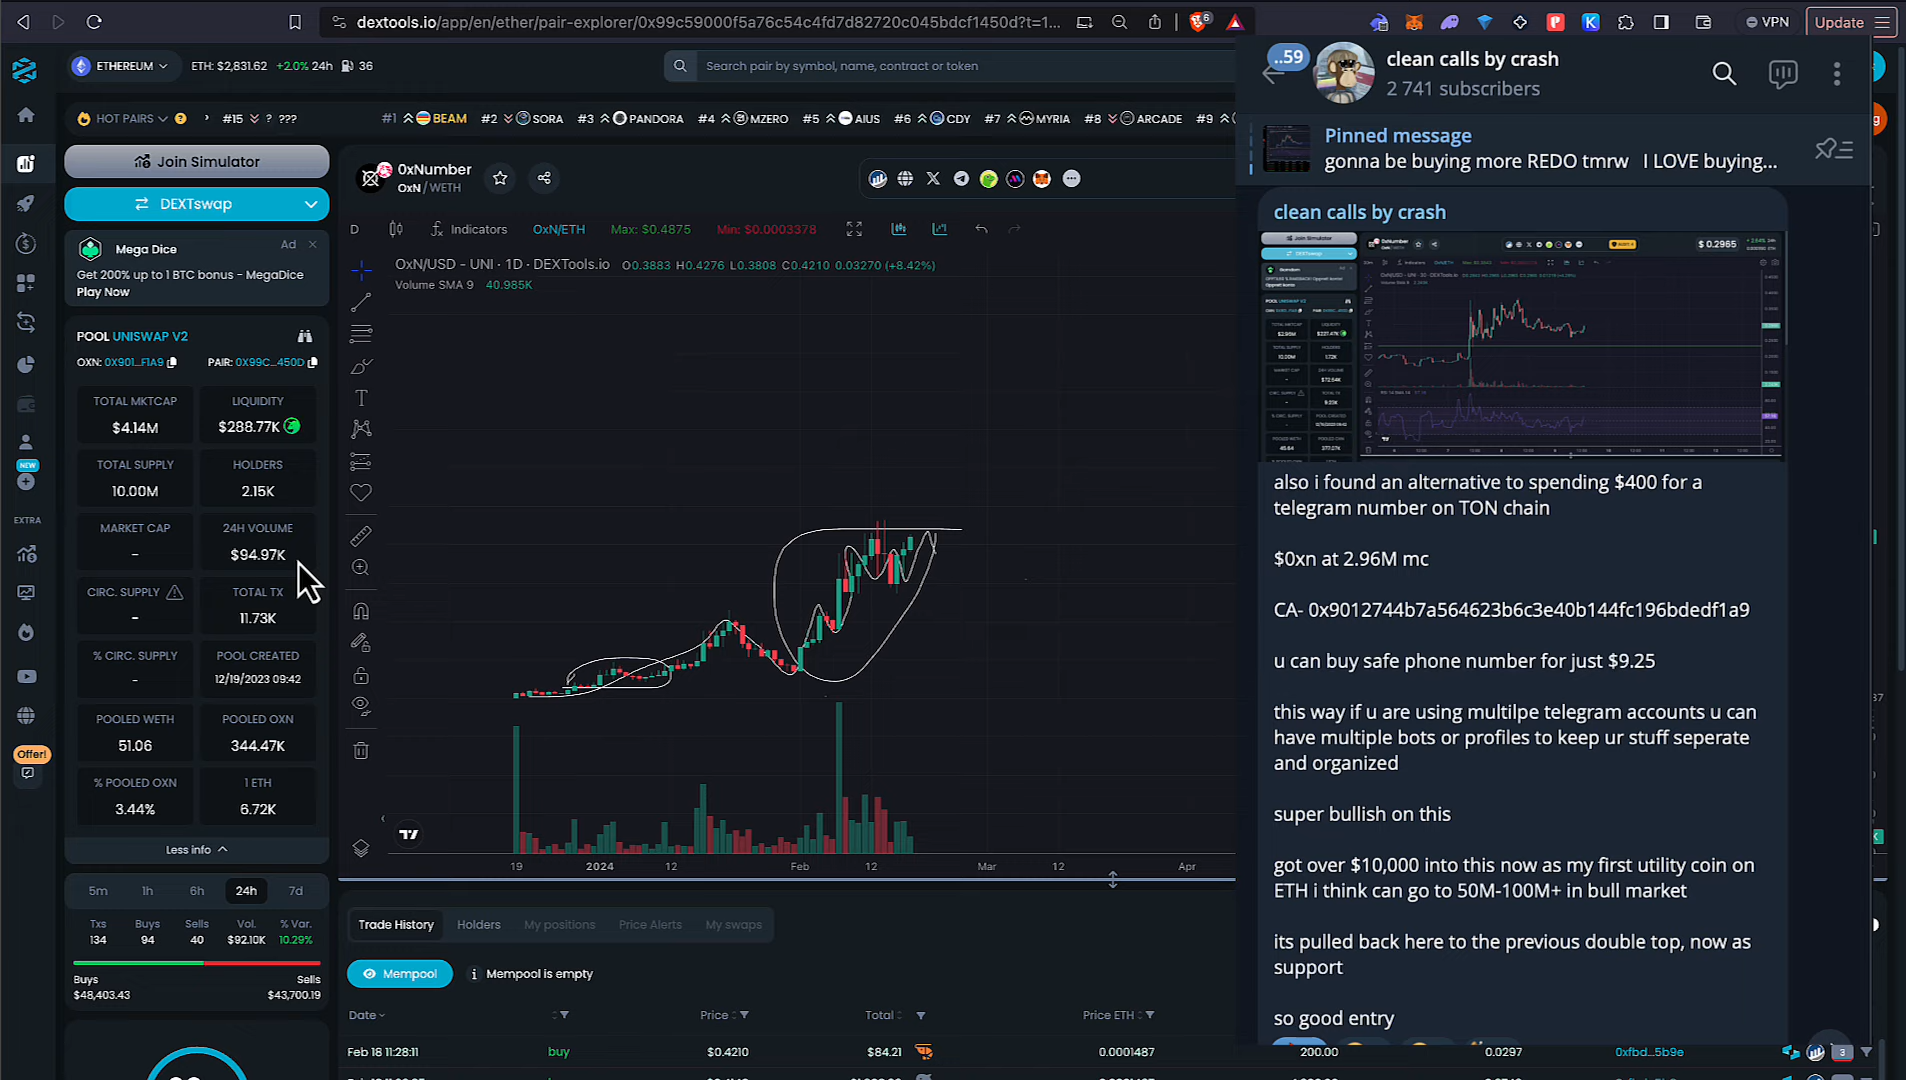 dextools.io/app/en/ether/pair-explorer/0x99c59000f5a76c54c4fd7d82720c045bdcf1450d?t=1...
6
VPN
Update
ETHEREUM
ETH: $2,831.62 +2.0% 24h 36
Search pair by symbol, name, contract or token
HOT PAIRS
#15 ? ???
#1 BEAM #2 SORA #3 PANDORA #4 MZERO #5 AIUS #6 CDY #7 MYRIA #8 ARCADE #9
Join Simulator
DEXTswap
Mega Dice
Ad
Get 200% up to 1 BTC bonus - MegaDice
Play Now
POOL UNISWAP V2
OXN: 0X901...F1A9
PAIR: 0X99C...450D
TOTAL MKTCAP
$4.14M
LIQUIDITY
$288.77K
TOTAL SUPPLY
10.00M
HOLDERS
2.15K
MARKET CAP
-
24H VOLUME
$94.97K
CIRC. SUPPLY
-
TOTAL TX
11.73K
% CIRC. SUPPLY
-
POOL CREATED
12/19/2023 09:42
POOLED WETH
51.06
POOLED OXN
344.47K
% POOLED OXN
3.44%
1 ETH
6.72K
Less info
5m 1h 6h 24h 7d
Txs Buys Sells Vol. % Var.
134 94 40 $92.10K 10.29%
Buys
$48,403.43
Sells
$43,700.19
EXTRA
NEW
Offer!
0xNumber
OxN / WETH
D
Indicators
OxN/ETH
Max: $0.4875
Min: $0.0003378
OxN/USD - UNI · 1D · DEXTools.io O0.3883 H0.4276 L0.3808 C0.4210 0.03270 (+8.42%)
Volume SMA 9 40.985K
19 2024 12 Feb 12 Mar 12 Apr
Trade History
Holders
My positions
Price Alerts
My swaps
Mempool
Mempool is empty
Date
Price
Total
Price ETH
Feb 18 11:28:11 buy $0.4210 $84.21 0.0001487 200.00 0.0297 0xfbd...5b9e
3
..59
clean calls by crash
2 741 subscribers
Pinned message
gonna be buying more REDO tmrw I LOVE buying...
clean calls by crash
$ 0.2965
also i found an alternative to spending $400 for a
telegram number on TON chain
$0xn at 2.96M mc
CA- 0x9012744b7a564623b6c3e40b144fc196bdedf1a9
u can buy safe phone number for just $9.25
this way if u are using multilpe telegram accounts u can
have multiple bots or profiles to keep ur stuff seperate
and organized
super bullish on this
got over $10,000 into this now as my first utility coin on
ETH i think can go to 50M-100M+ in bull market
its pulled back here to the previous double top, now as
support
so good entry